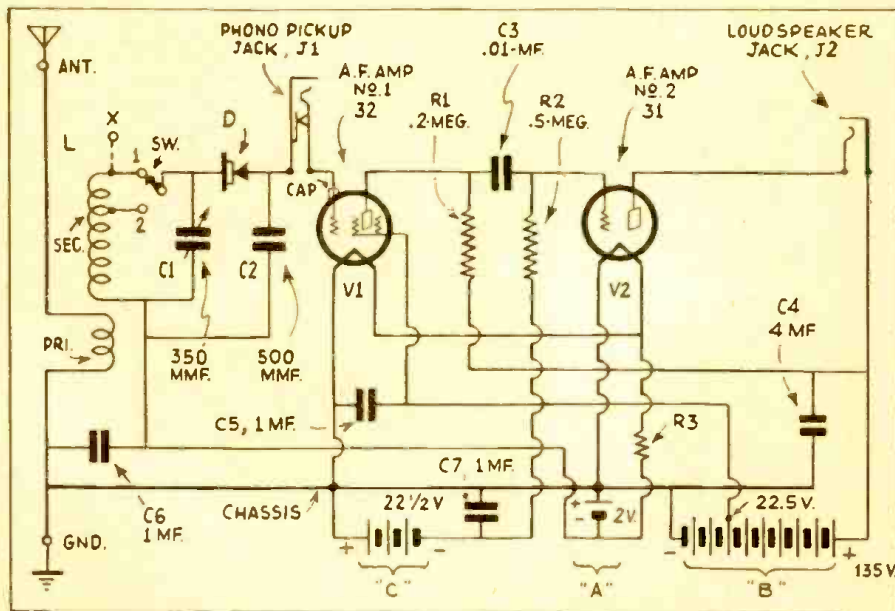 PHONO PICKUP
JACK, J1
C3
.01-MF.
LOUDSPEAKER
JACK, J2
ANT.
A.F. AMP
No.1
32
R1
.2-MEG.
R2
.5-MEG.
A.F. AMP
No.2
31
L
X
1
SW.
D
CAP
SEC.
2
C1
C2
V1
V2
C4
4 MF
PRI.
350
MMF.
500
MMF.
C5, 1 MF.
R3
C7, 1 MF.
C6
1 MF.
CHASSIS
22 1/2 V
+
-
2V.
22.5 V.
GND.
+
-
-
+
135 V.
"C"
"A"
"B"